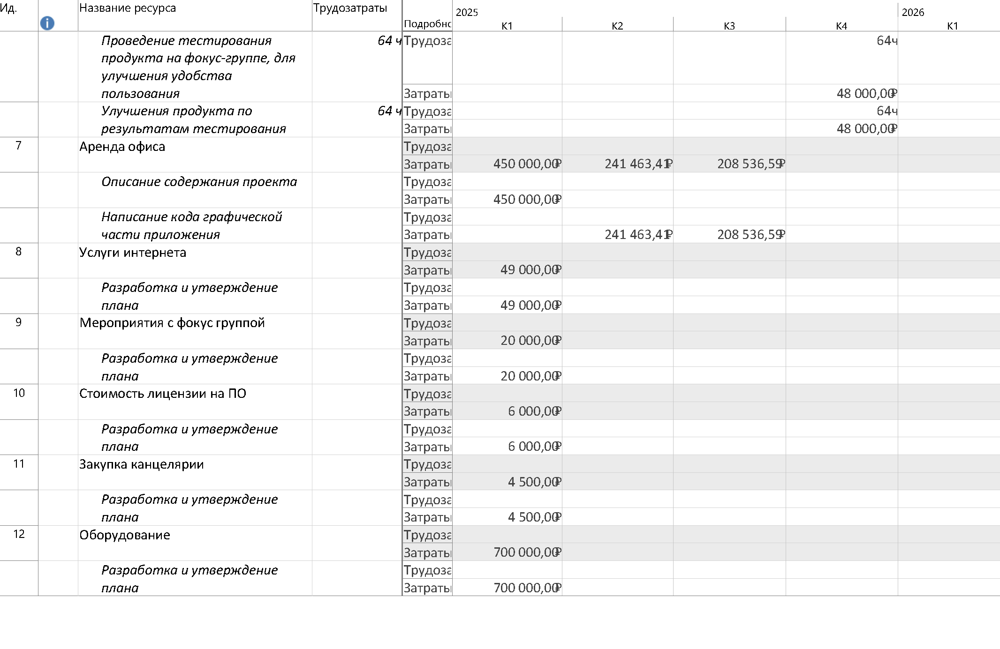 Ид. Название ресурса Трудозатраты
Подробно 2025 2026
К1 К2 К3 К4 К1
Проведение тестирования 64 ч Трудоза 64ч
продукта на фокус-группе, для
улучшения удобства
пользования Затраты 48 000,00₽
Улучшения продукта по 64 ч Трудоза 64ч
результатам тестирования Затраты 48 000,00₽
7 Аренда офиса Трудоза
Затраты 450 000,00₽ 241 463,41₽ 208 536,59₽
Описание содержания проекта Трудоза
Затраты 450 000,00₽
Написание кода графической Трудоза
части приложения Затраты 241 463,41₽ 208 536,59₽
8 Услуги интернета Трудоза
Затраты 49 000,00₽
Разработка и утверждение Трудоза
плана Затраты 49 000,00₽
9 Мероприятия с фокус группой Трудоза
Затраты 20 000,00₽
Разработка и утверждение Трудоза
плана Затраты 20 000,00₽
10 Стоимость лицензии на ПО Трудоза
Затраты 6 000,00₽
Разработка и утверждение Трудоза
плана Затраты 6 000,00₽
11 Закупка канцелярии Трудоза
Затраты 4 500,00₽
Разработка и утверждение Трудоза
плана Затраты 4 500,00₽
12 Оборудование Трудоза
Затраты 700 000,00₽
Разработка и утверждение Трудоза
плана Затраты 700 000,00₽